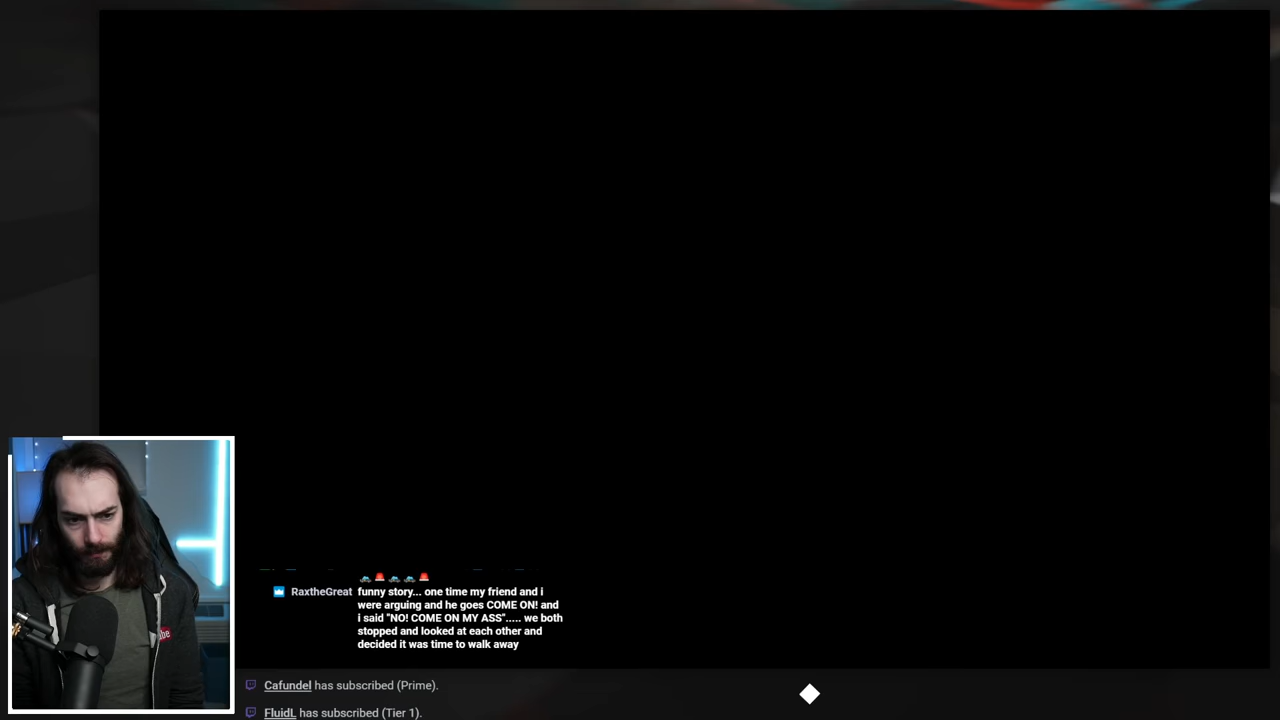 RaxtheGreat funny story... one time my friend and i
were arguing and he goes COME ON! and
i said "NO! COME ON MY ASS"..... we both
stopped and looked at each other and
decided it was time to walk away
Cafundel has subscribed (Prime).
FluidL has subscribed (Tier 1).